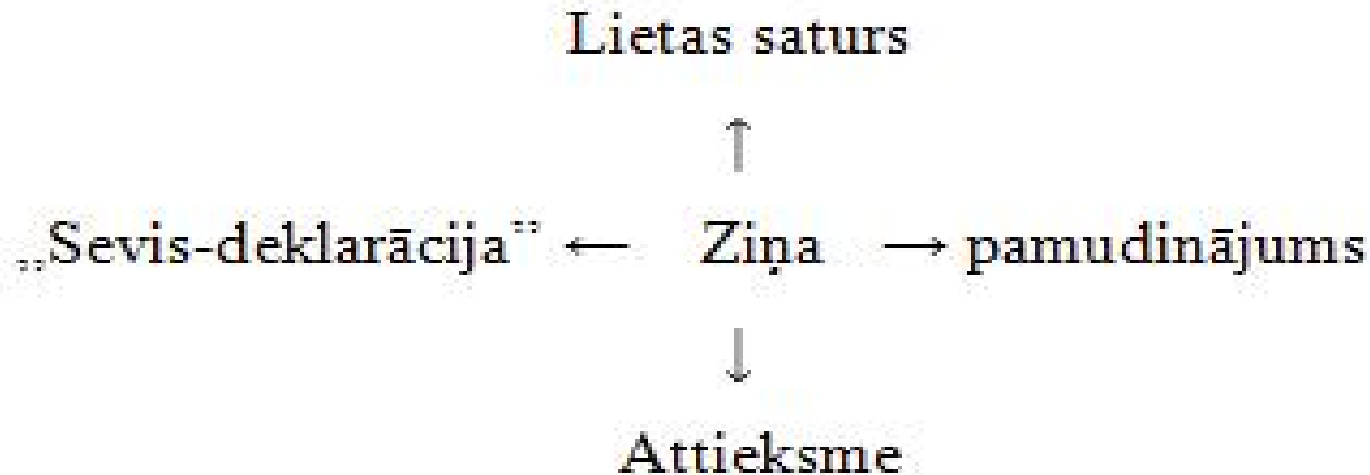 Lietas saturs
↑
„Sevis-deklarācija” ← Ziņa → pamudinājums
↓
Attieksme